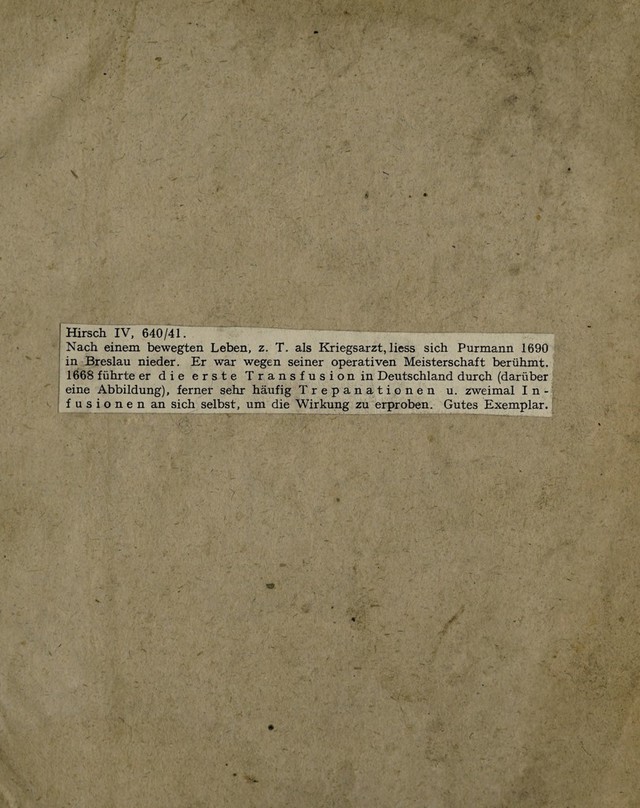 Hirsch IV, 640/41.
Nach einem bewegten Leben, z. T. als Kriegsarzt, liess sich Purmann 1690
in Breslau nieder. Er war wegen seiner operativen Meisterschaft berühmt.
1668 führte er die erste Transfusion in Deutschland durch (darüber
eine Abbildung), ferner sehr häufig Trepanationen u. zweimal In-
fusionen an sich selbst, um die Wirkung zu erproben. Gutes Exemplar.